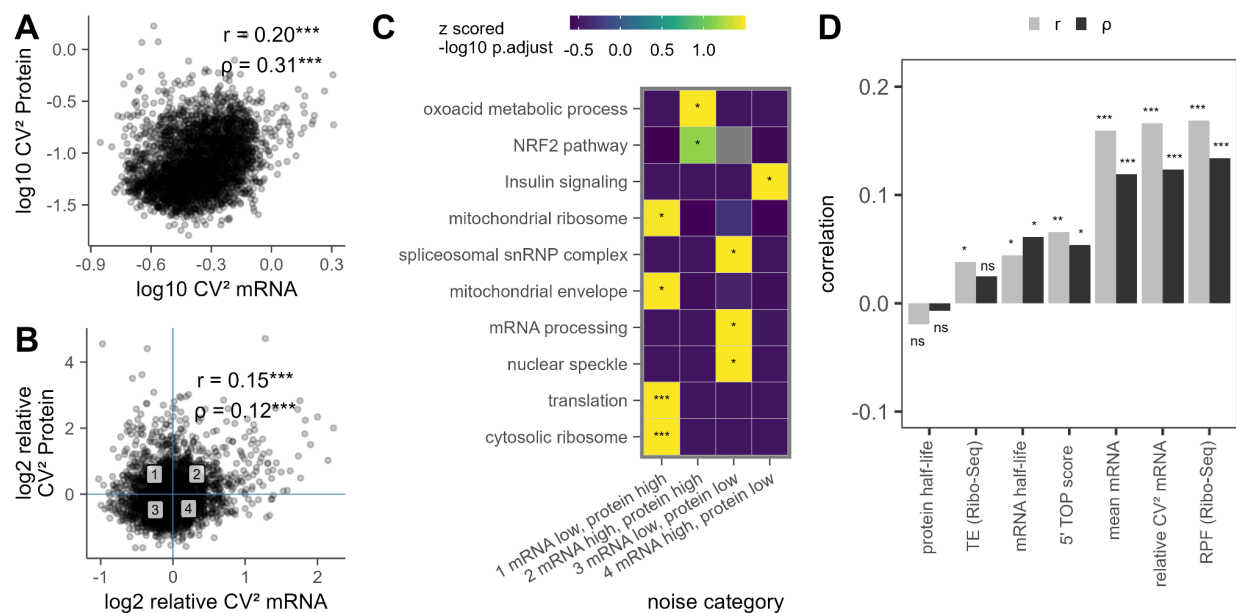 A
r = 0.20***
ρ = 0.31***
log10 CV² Protein
0.0
-0.5
-1.0
-1.5
-0.9
-0.6
-0.3
0.0
0.3
log10 CV² mRNA
B
r = 0.15***
ρ = 0.12***
log2 relative
CV² Protein
4
2
0
1
2
3
4
-1
0
1
2
log2 relative CV² mRNA
C
z scored
-log10 p.adjust
-0.5
0.0
0.5
1.0
oxoacid metabolic process
*
NRF2 pathway
*
Insulin signaling
*
mitochondrial ribosome
*
spliceosomal snRNP complex
*
mitochondrial envelope
*
mRNA processing
*
nuclear speckle
*
translation
***
cytosolic ribosome
***
1 mRNA low, protein high
2 mRNA high, protein high
3 mRNA low, protein low
4 mRNA high, protein low
noise category
D
r
ρ
correlation
0.2
0.1
0.0
-0.1
ns
ns
*
ns
*
*
**
*
***
***
***
***
***
***
protein half-life
TE (Ribo-Seq)
mRNA half-life
5' TOP score
mean mRNA
relative CV² mRNA
RPF (Ribo-Seq)